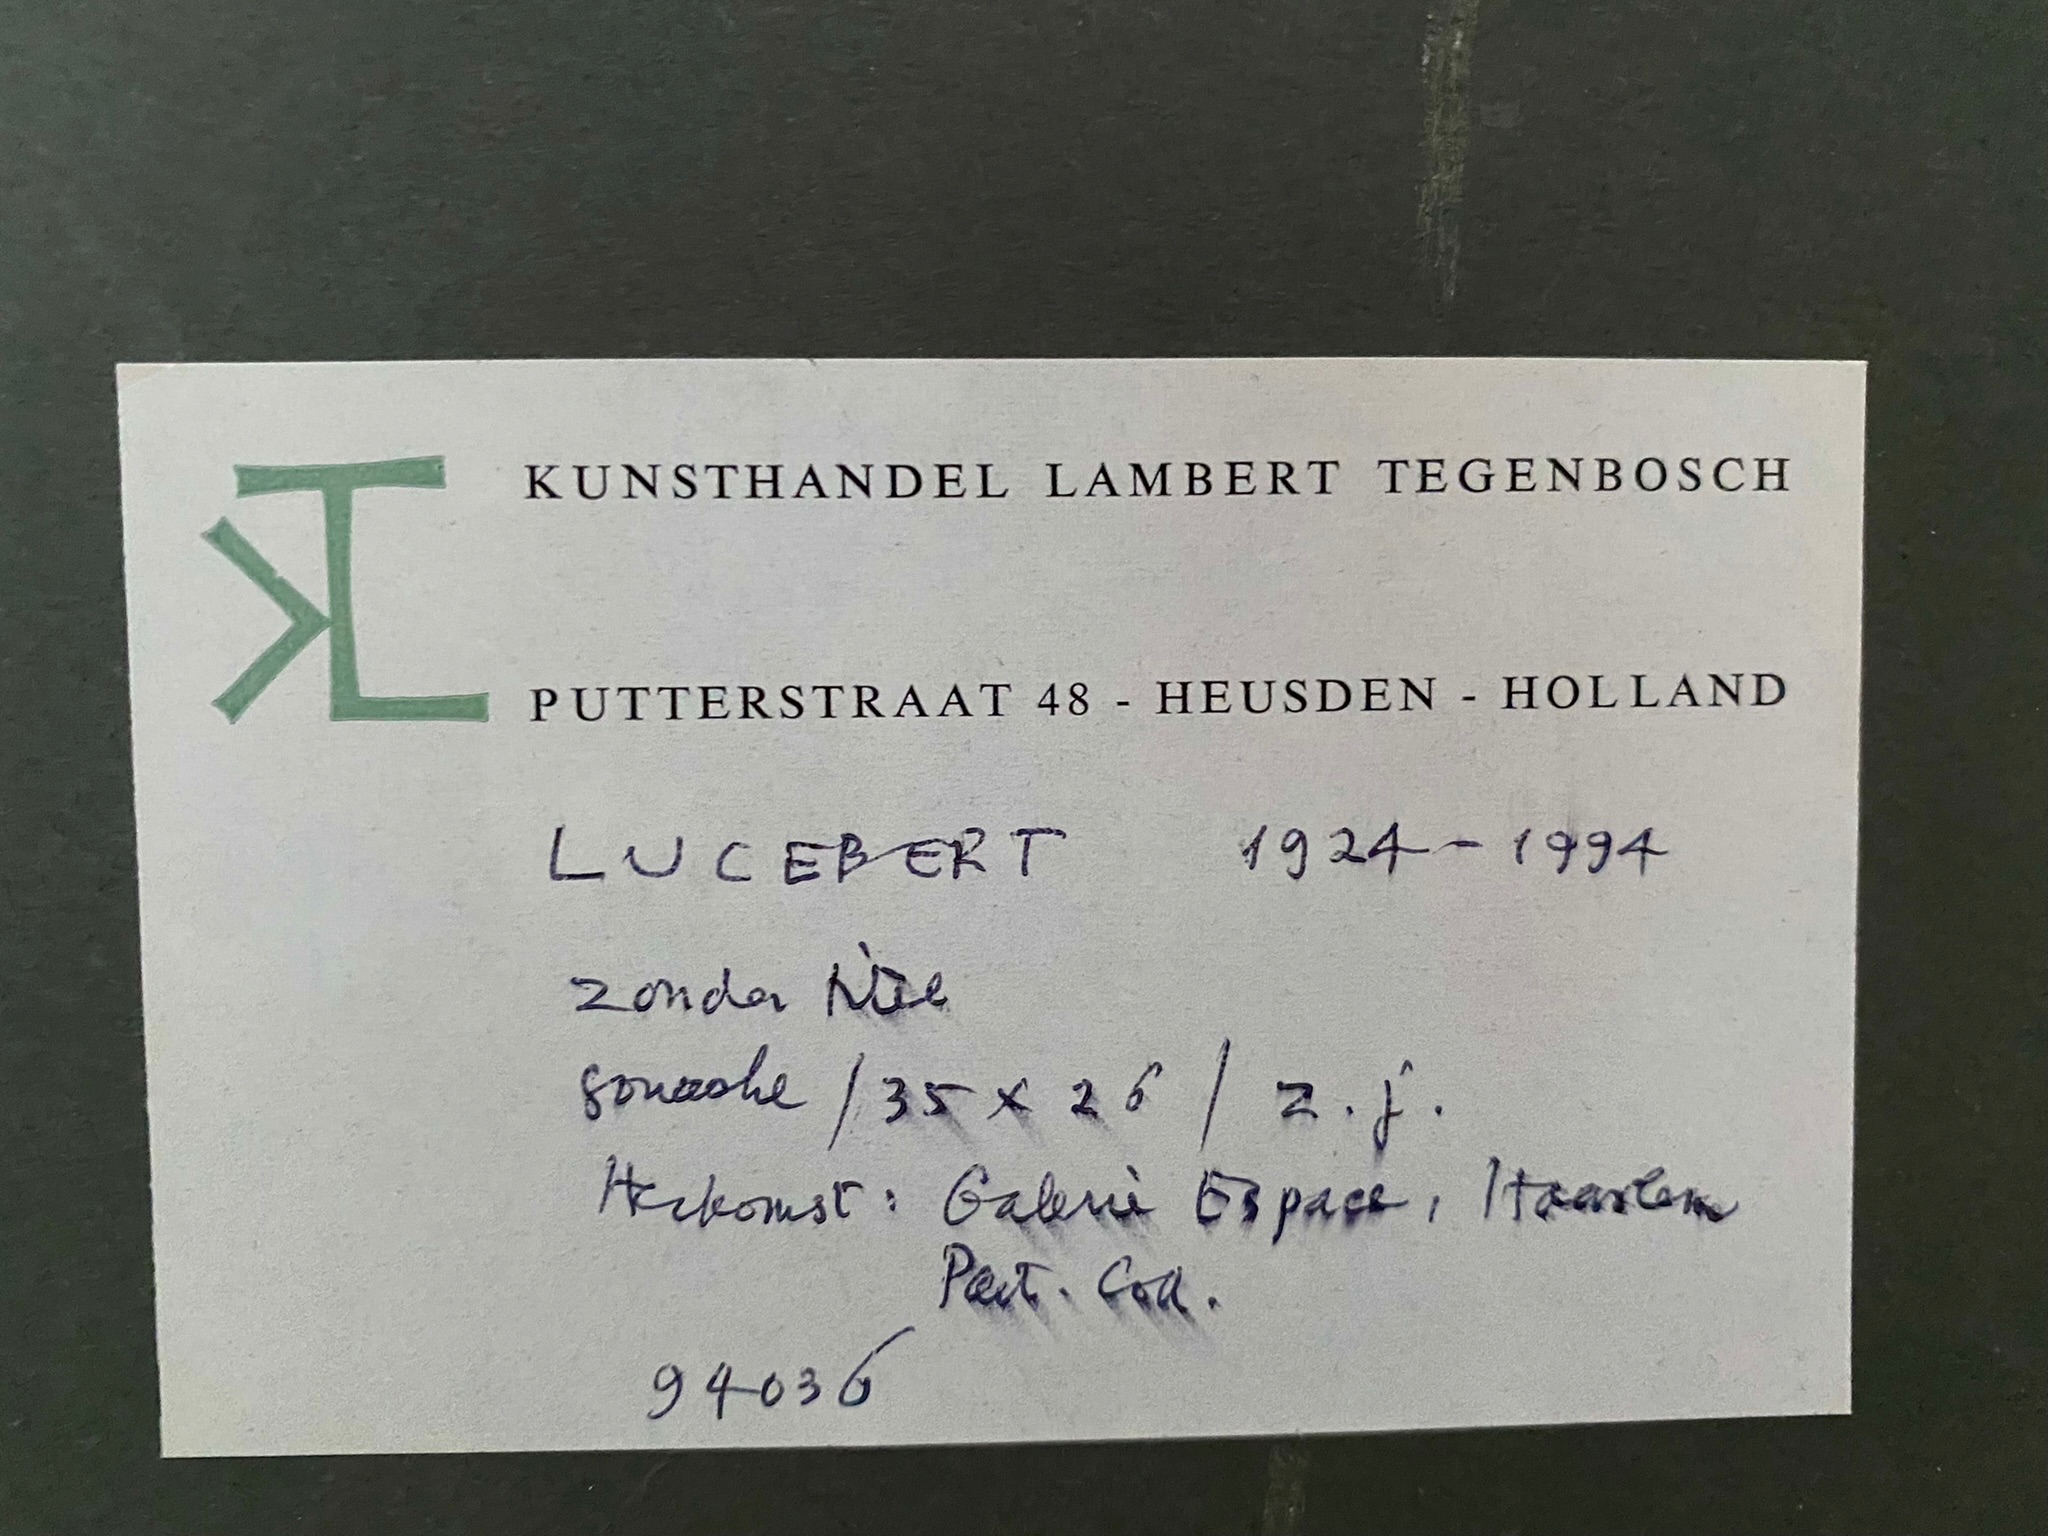 KUNSTHANDEL LAMBERT TEGENBOSCH
PUTTERSTRAAT 48 - HEUSDEN - HOLLAND
LUCEBERT 1924-1994
zonder titel
gouache / 35 x 26 / z.j.
Herkomst: Galerie Espace, Haarlem
Part. Coll.
94036